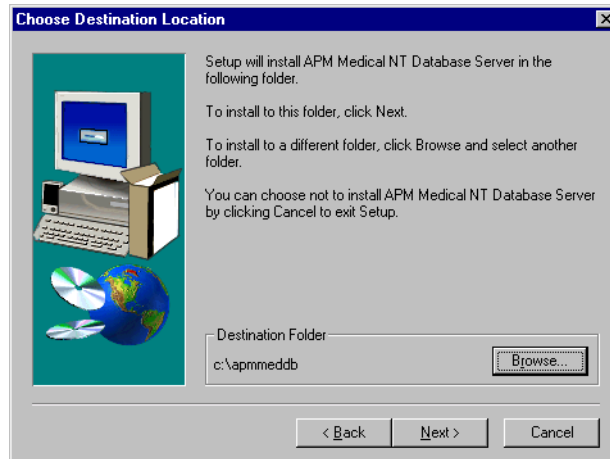 Choose Destination Location
Setup will install APM Medical NT Database Server in the
following folder.
To install to this folder, click Next.
To install to a different folder, click Browse and select another
folder.
You can choose not to install APM Medical NT Database Server
by clicking Cancel to exit Setup.
Destination Folder
c:\apmmeddb
Browse...
< Back
Next >
Cancel